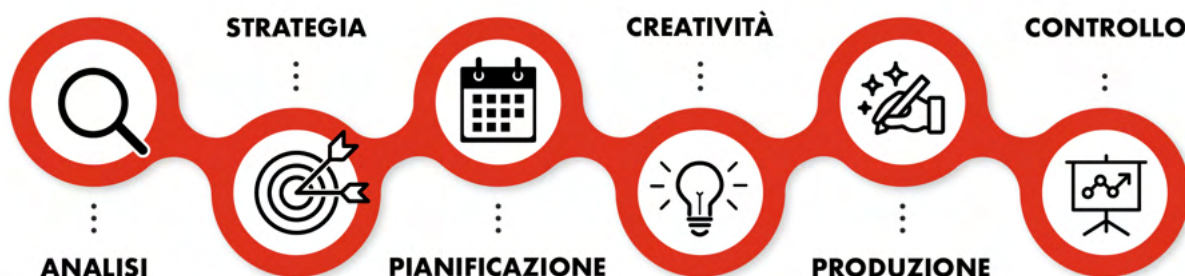 STRATEGIA
CREATIVITÀ
CONTROLLO
ANALISI
PIANIFICAZIONE
PRODUZIONE